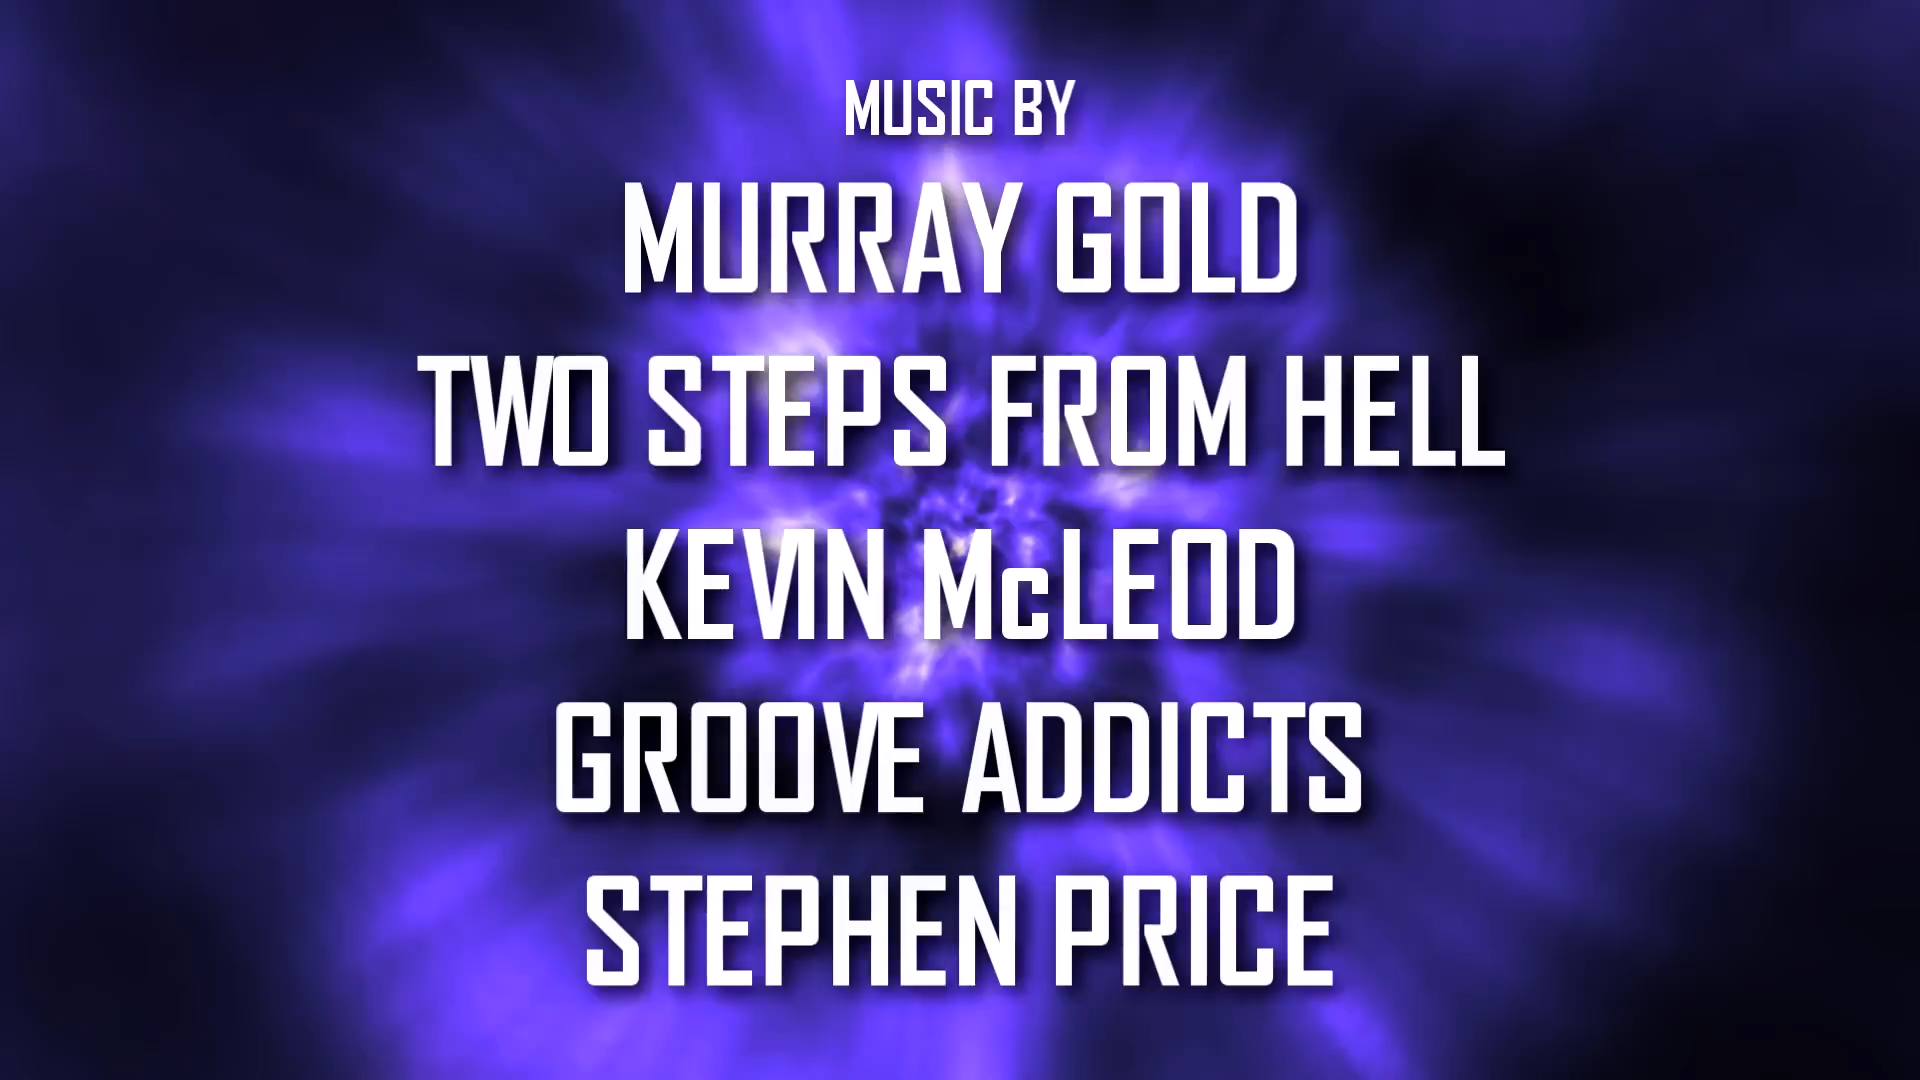 MUSIC BY
MURRAY GOLD
TWO STEPS FROM HELL
KEVIN McLEOD
GROOVE ADDICTS
STEPHEN PRICE